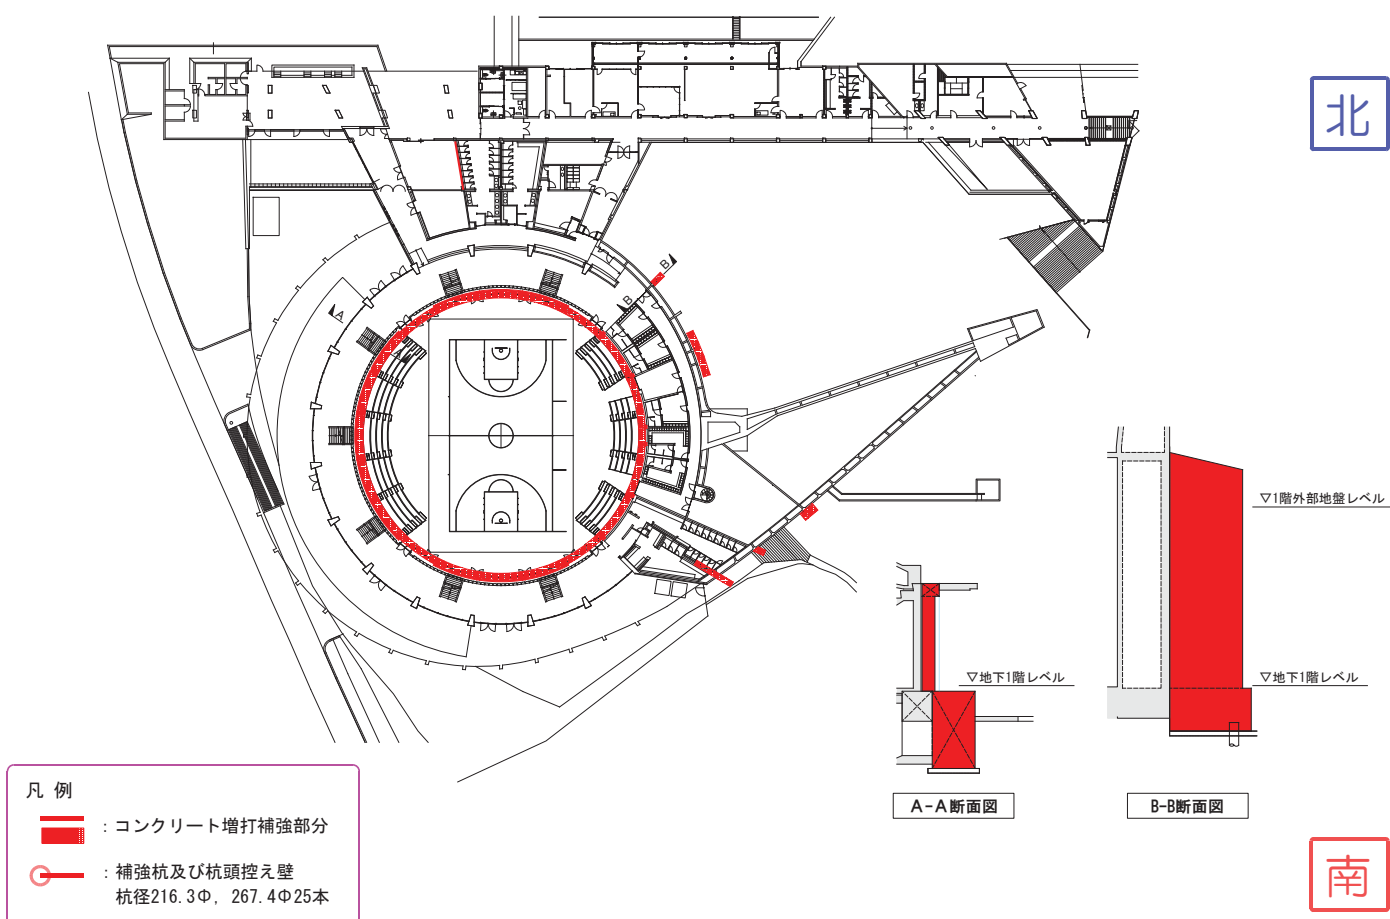 北
B
B
A
A
▽1階外部地盤レベル
▽地下1階レベル
▽地下1階レベル
A-A断面図
B-B断面図
凡 例
：コンクリート増打補強部分
：補強杭及び杭頭控え壁
杭径216.3Φ, 267.4Φ25本
南